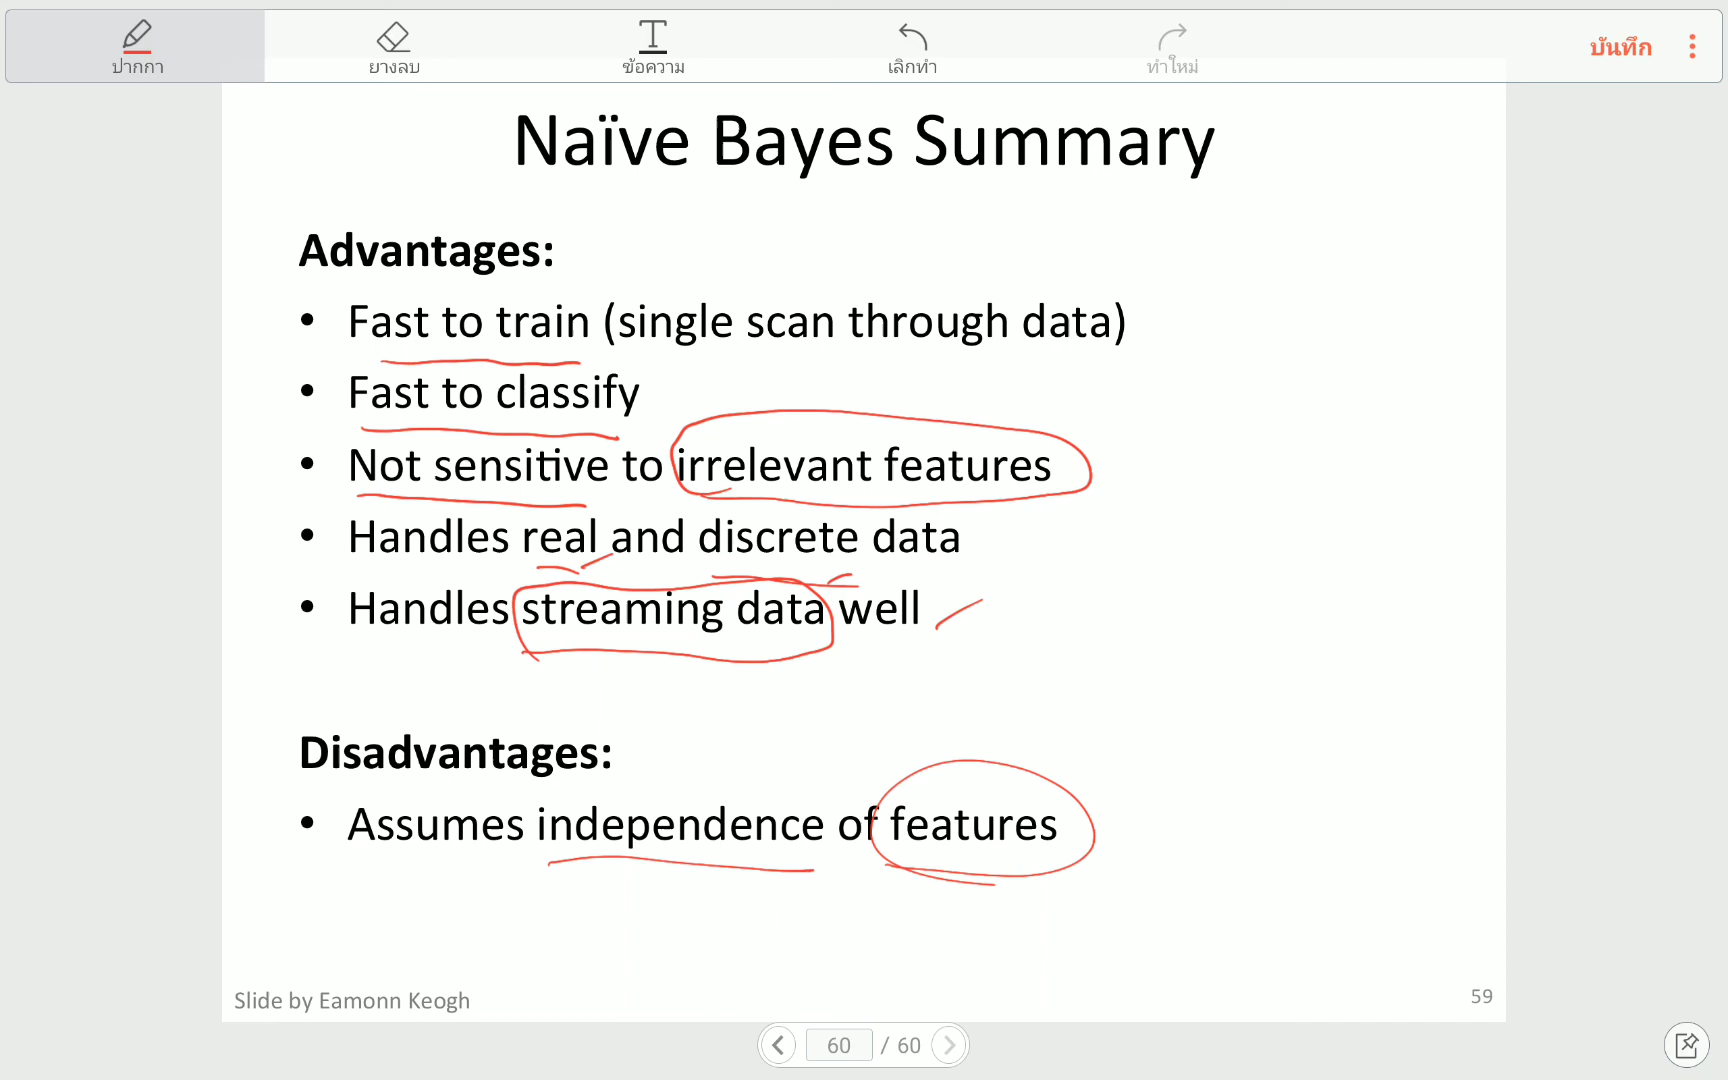 ปากกา
ยางลบ
ข้อความ
เลิกทำ
ทำใหม่
บันทึก
Naïve Bayes Summary
Advantages:
• Fast to train (single scan through data)
• Fast to classify
• Not sensitive to irrelevant features
• Handles real and discrete data
• Handles streaming data well
Disadvantages:
• Assumes independence of features
Slide by Eamonn Keogh
59
60 / 60